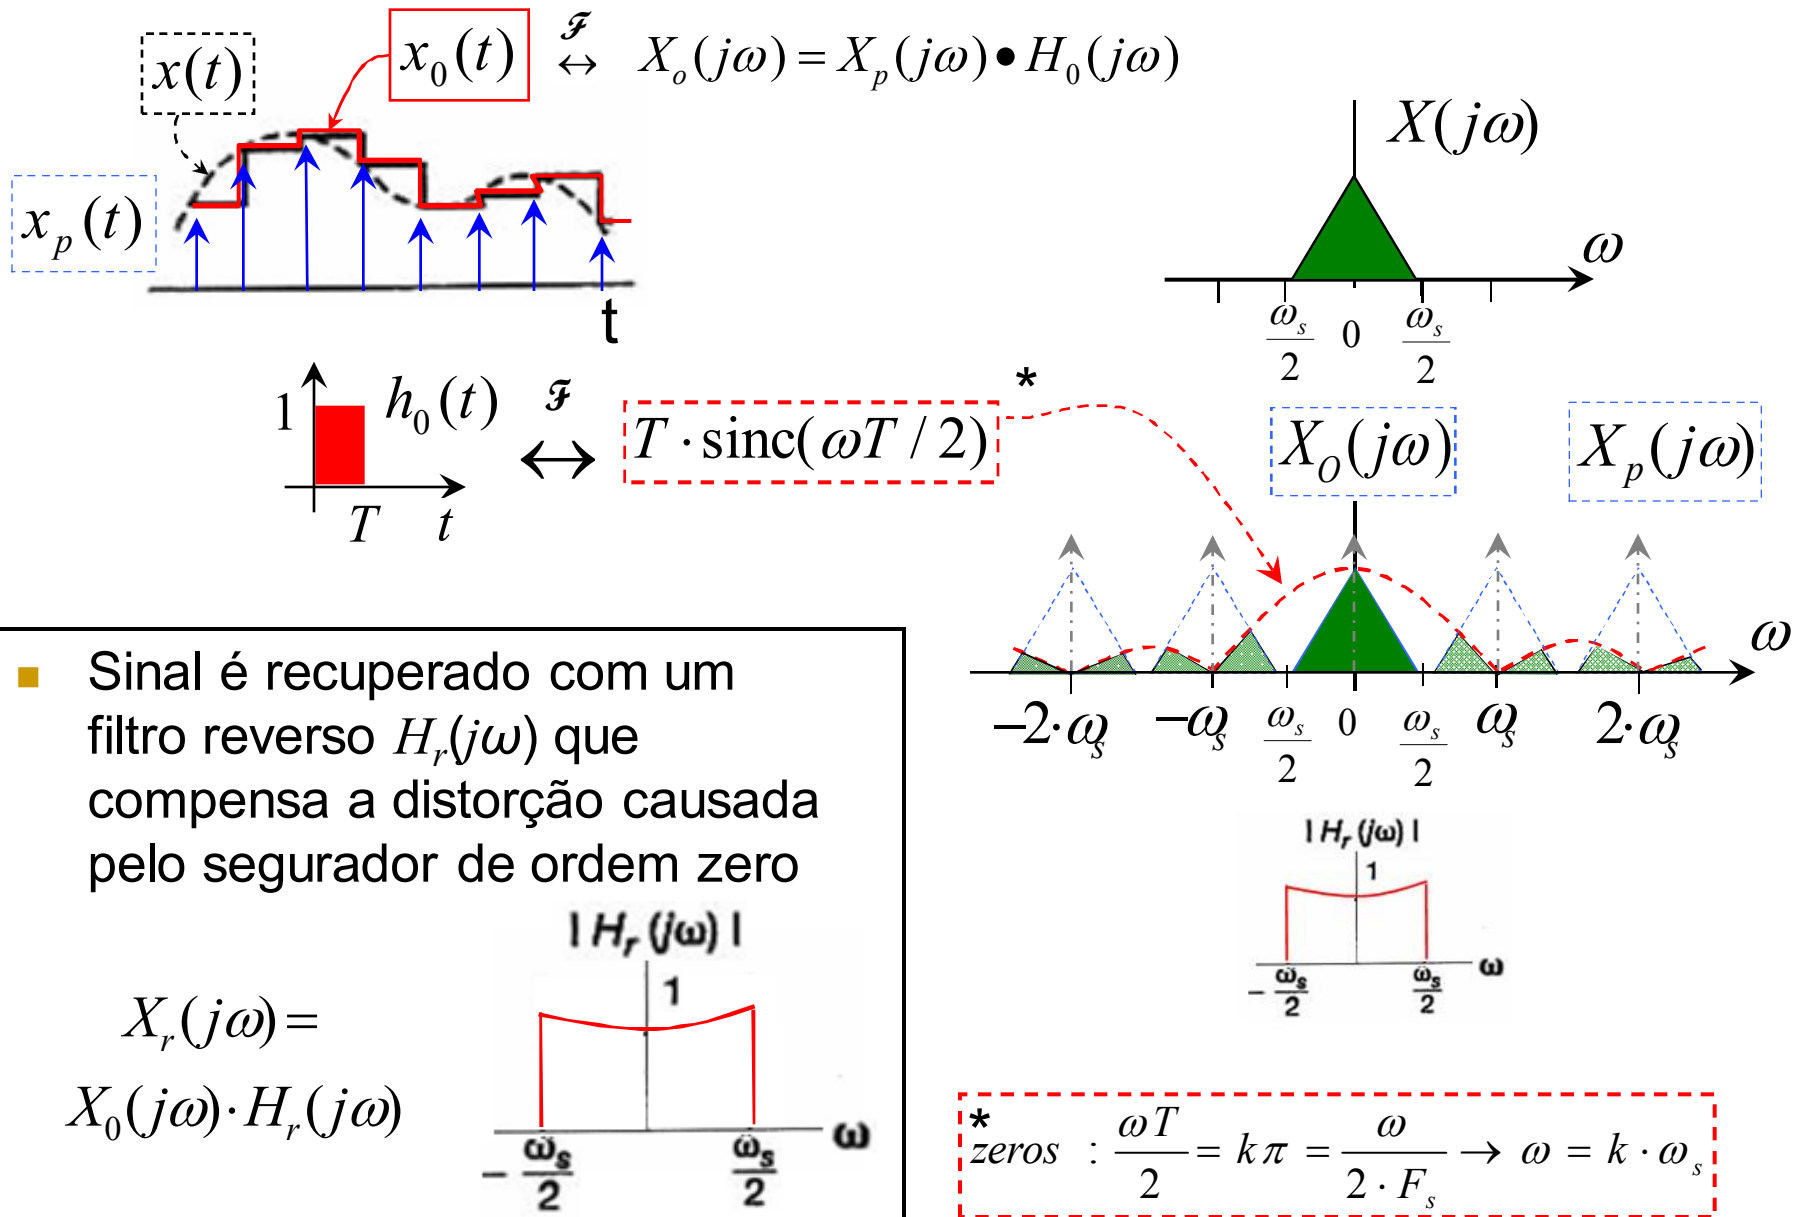 x(t)
x₀(t) ℱ ↔ Xₒ(jω) = Xₚ(jω) • H₀(jω)
xₚ(t)
t
X(jω)
ω
ωₛ/2 0 ωₛ/2
1 h₀(t) ℱ ↔ T · sinc(ωT / 2) *
T t
X_O(jω) Xₚ(jω)
ω
−2·ωₛ −ωₛ ωₛ/2 0 ωₛ/2 ωₛ 2·ωₛ
■ Sinal é recuperado com um
filtro reverso Hᵣ(jω) que
compensa a distorção causada
pelo segurador de ordem zero
Xᵣ(jω) =
X₀(jω)·Hᵣ(jω)
| Hᵣ (jω) |
1
− ωₛ/2 ωₛ/2 ω
| Hᵣ (jω) |
1
− ωₛ/2 ωₛ/2 ω
* zeros : ωT/2 = kπ = ω/(2·Fₛ) → ω = k · ωₛ